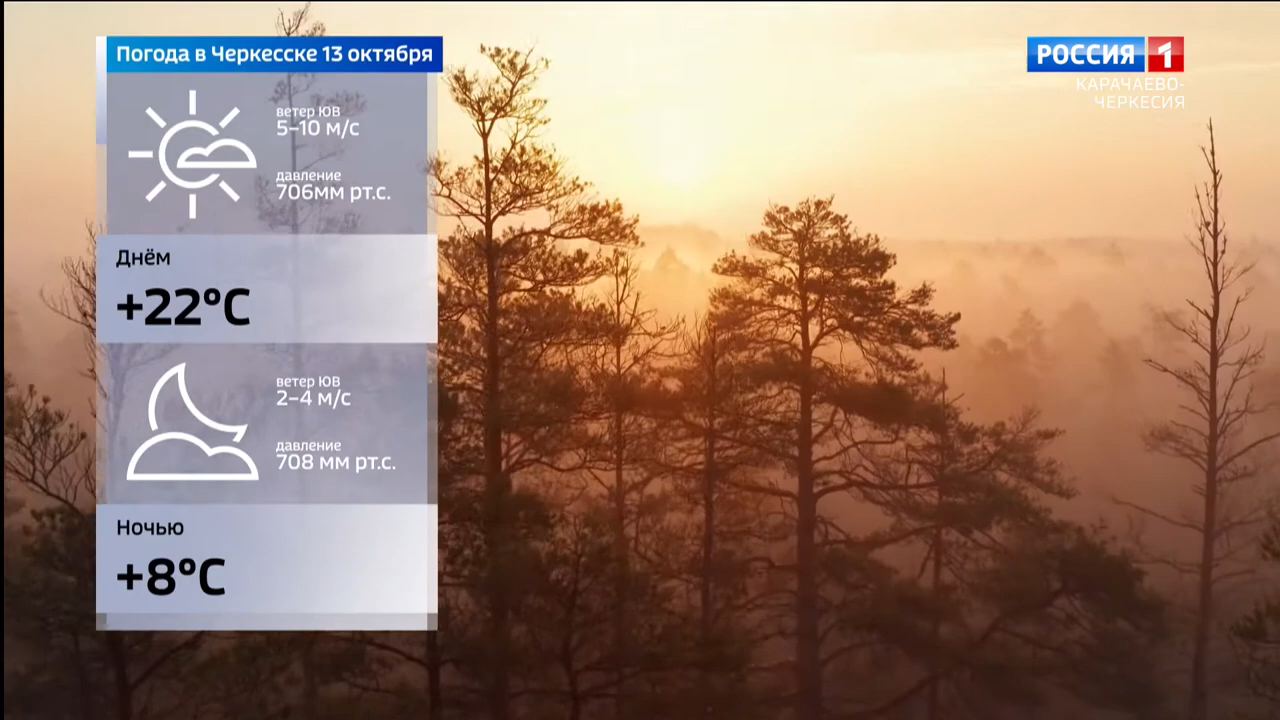 Погода в Черкесске 13 октября
РОССИЯ 1
КАРАЧАЕВО-
ЧЕРКЕСИЯ
ветер ЮВ
5–10 м/с
давление
706мм рт.с.
Днём
+22°C
ветер ЮВ
2–4 м/с
давление
708 мм рт.с.
Ночью
+8°C